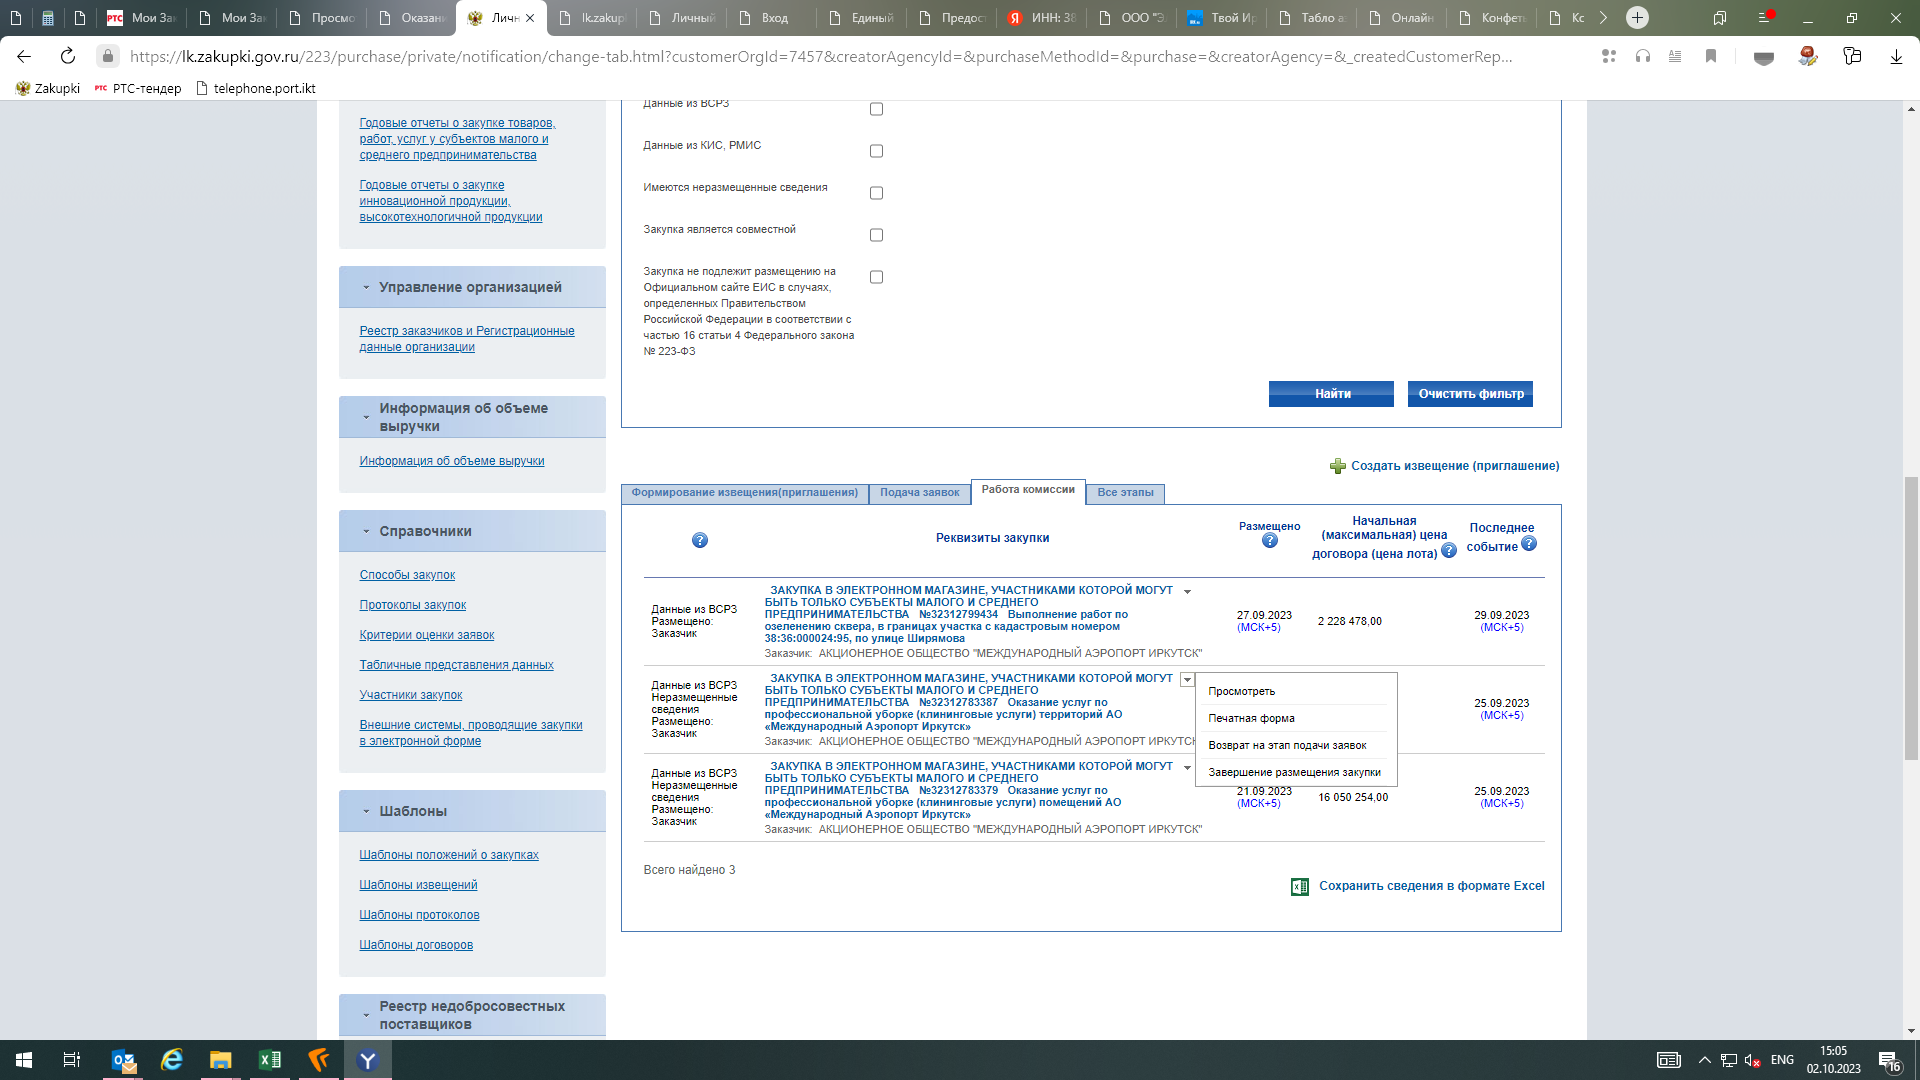 Мои Зак
Мои Зак
Просмо
Оказани
Личн
lk.zakupl
Личный
Вход
Единый
Предост
ИНН: 38
ООО "Э
Твой Ир
Табло а
Онлайн
Конфеть
Кс
https://lk.zakupki.gov.ru/223/purchase/private/notification/change-tab.html?customerOrgId=7457&creatorAgencyId=&purchaseMethodId=&purchase=&creatorAgency=&_createdCustomerRep...
Zakupki
РТС-тендер
telephone.port.ikt
Годовые отчеты о закупке товаров,
работ, услуг у субъектов малого и
среднего предпринимательства
Годовые отчеты о закупке
инновационной продукции,
высокотехнологичной продукции
Управление организацией
Реестр заказчиков и Регистрационные
данные организации
Информация об объеме
выручки
Информация об объеме выручки
Справочники
Способы закупок
Протоколы закупок
Критерии оценки заявок
Табличные представления данных
Участники закупок
Внешние системы, проводящие закупки
в электронной форме
Шаблоны
Шаблоны положений о закупках
Шаблоны извещений
Шаблоны протоколов
Шаблоны договоров
Реестр недобросовестных
поставщиков
Данные из ВСРЗ
Данные из КИС, РМИС
Имеются неразмещенные сведения
Закупка является совместной
Закупка не подлежит размещению на
Официальном сайте ЕИС в случаях,
определенных Правительством
Российской Федерации в соответствии с
частью 16 статьи 4 Федерального закона
№ 223-ФЗ
Найти
Очистить фильтр
Создать извещение (приглашение)
Формирование извещения(приглашения)
Подача заявок
Работа комиссии
Все этапы
Реквизиты закупки
Размещено
Начальная
(максимальная) цена
договора (цена лота)
Последнее
событие
Данные из ВСРЗ
Размещено:
Заказчик
ЗАКУПКА В ЭЛЕКТРОННОМ МАГАЗИНЕ, УЧАСТНИКАМИ КОТОРОЙ МОГУТ
БЫТЬ ТОЛЬКО СУБЪЕКТЫ МАЛОГО И СРЕДНЕГО
ПРЕДПРИНИМАТЕЛЬСТВА №32312799434 Выполнение работ по
озеленению сквера, в границах участка с кадастровым номером
38:36:000024:95, по улице Ширямова
Заказчик: АКЦИОНЕРНОЕ ОБЩЕСТВО "МЕЖДУНАРОДНЫЙ АЭРОПОРТ ИРКУТСК"
27.09.2023
(МСК+5)
2 228 478,00
29.09.2023
(МСК+5)
Данные из ВСРЗ
Неразмещенные
сведения
Размещено:
Заказчик
ЗАКУПКА В ЭЛЕКТРОННОМ МАГАЗИНЕ, УЧАСТНИКАМИ КОТОРОЙ МОГУТ
БЫТЬ ТОЛЬКО СУБЪЕКТЫ МАЛОГО И СРЕДНЕГО
ПРЕДПРИНИМАТЕЛЬСТВА №32312783387 Оказание услуг по
профессиональной уборке (клининговые услуги) территорий АО
«Международный Аэропорт Иркутск»
Заказчик: АКЦИОНЕРНОЕ ОБЩЕСТВО "МЕЖДУНАРОДНЫЙ АЭРОПОРТ ИРКУТСК
Просмотреть
Печатная форма
Возврат на этап подачи заявок
Завершение размещения закупки
25.09.2023
(МСК+5)
Данные из ВСРЗ
Неразмещенные
сведения
Размещено:
Заказчик
ЗАКУПКА В ЭЛЕКТРОННОМ МАГАЗИНЕ, УЧАСТНИКАМИ КОТОРОЙ МОГУТ
БЫТЬ ТОЛЬКО СУБЪЕКТЫ МАЛОГО И СРЕДНЕГО
ПРЕДПРИНИМАТЕЛЬСТВА №32312783379 Оказание услуг по
профессиональной уборке (клининговые услуги) помещений АО
«Международный Аэропорт Иркутск»
Заказчик: АКЦИОНЕРНОЕ ОБЩЕСТВО "МЕЖДУНАРОДНЫЙ АЭРОПОРТ ИРКУТСК"
21.09.2023
(МСК+5)
16 050 254,00
25.09.2023
(МСК+5)
Всего найдено 3
Сохранить сведения в формате Excel
ENG
15:05
02.10.2023
16